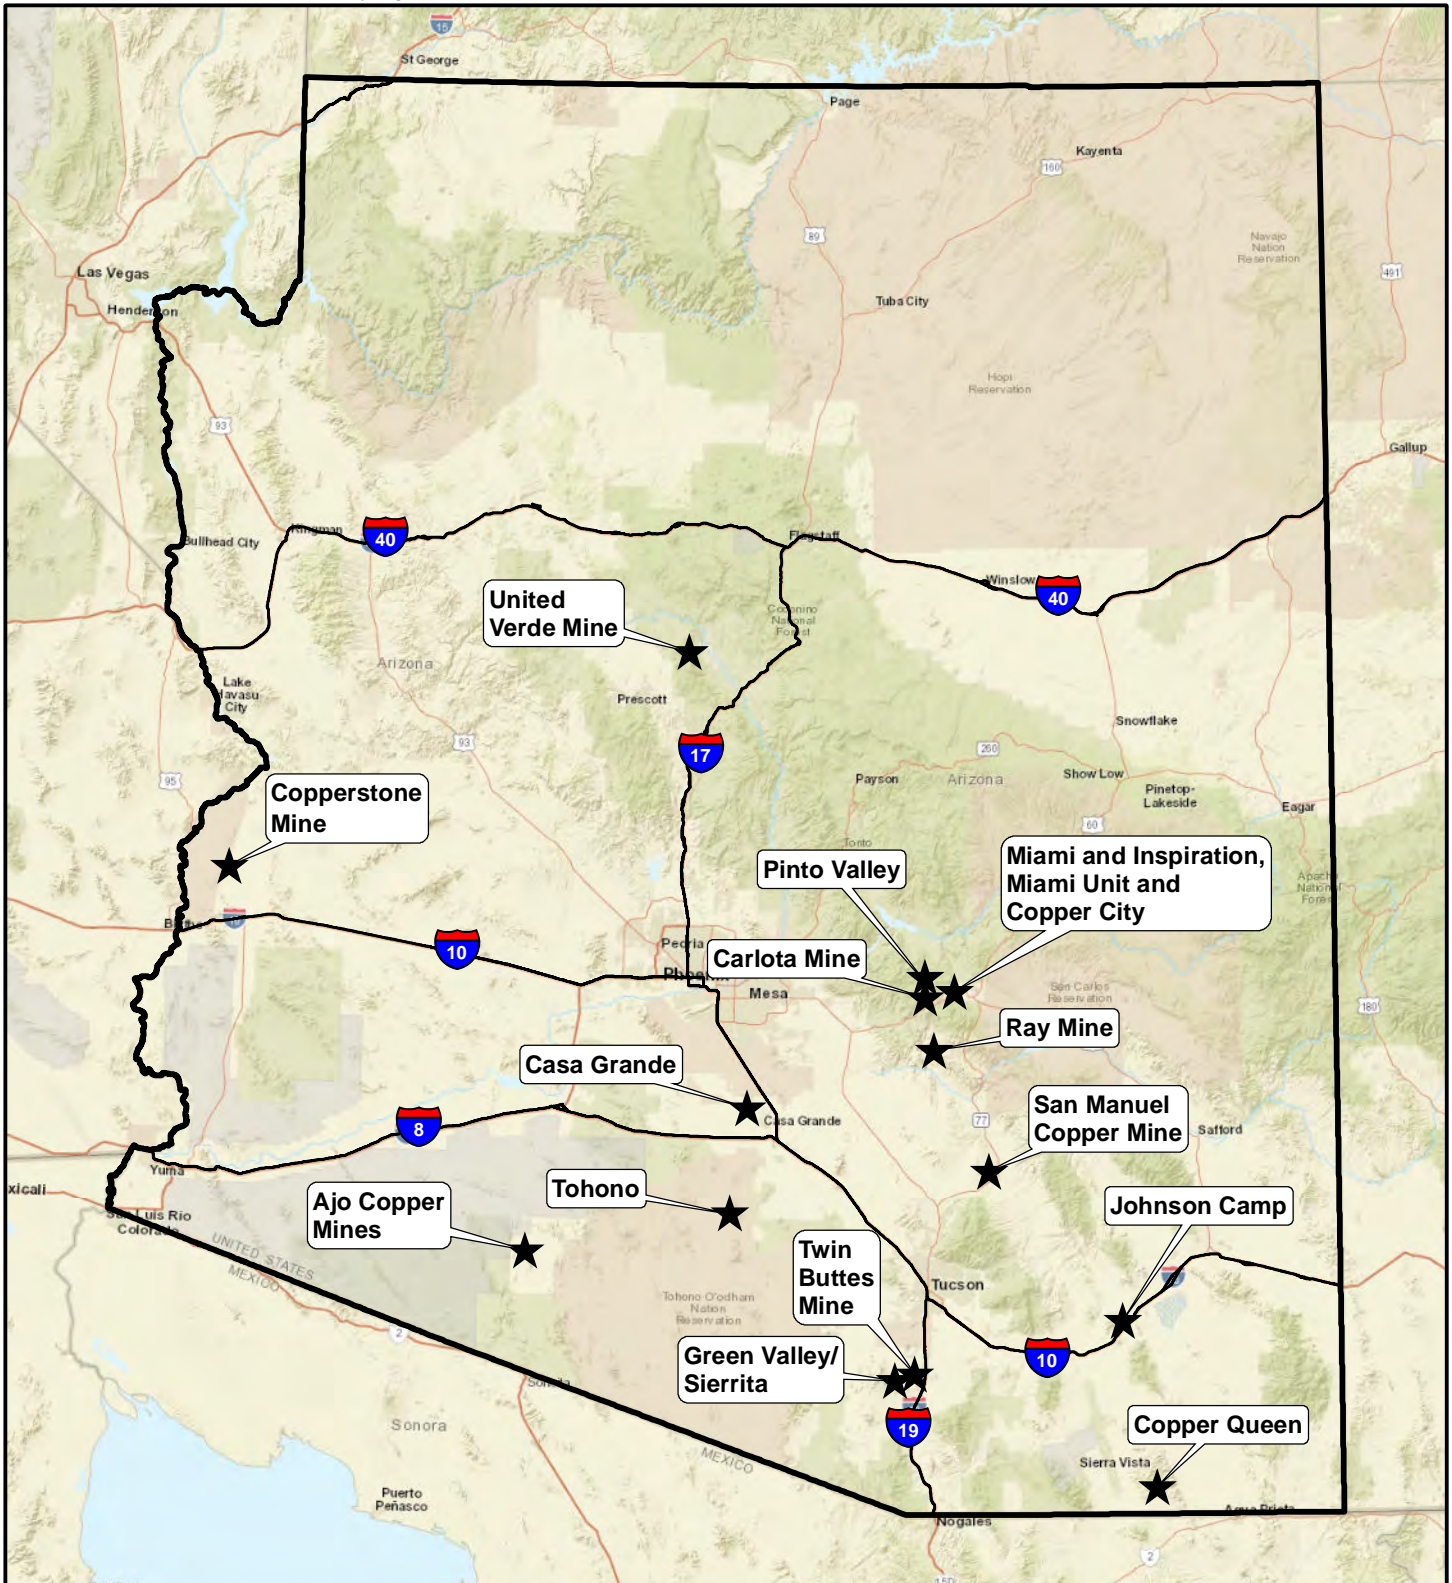 15
St George
Page
Kayenta
160
89
Navajo
Nation
Reservation
491
Las Vegas
Henderson
Tuba City
Hopi
Reservation
93
Gallup
Kingman
40
Bullhead City
Flagstaff
Winslow
40
United
Verde Mine
Coconino
National
Forest
Arizona
Lake
Havasu
City
Prescott
Snowflake
93
17
260
95
Payson
Arizona
Show Low
Pinetop-
Lakeside
Eagar
Copperstone
Mine
60
Tonto
Pinto Valley
Miami and Inspiration,
Miami Unit and
Copper City
Apache
National
Forest
Blythe
10
Peoria
Carlota Mine
Phoenix
Mesa
San Carlos
Reservation
180
Ray Mine
Casa Grande
Casa Grande
8
77
San Manuel
Copper Mine
Safford
Yuma
xicali
Tohono
Ajo Copper
Mines
Johnson Camp
San Luis Rio
Colorado
UNITED STATES
MEXICO
Twin
Buttes
Mine
Tucson
Tohono O'odham
Nation
Reservation
2
Green Valley/
Sierrita
10
Sonoita
19
Sonora
Copper Queen
MEXICO
Sierra Vista
Puerto
Peñasco
Agua Prieta
Nogales
2
15D